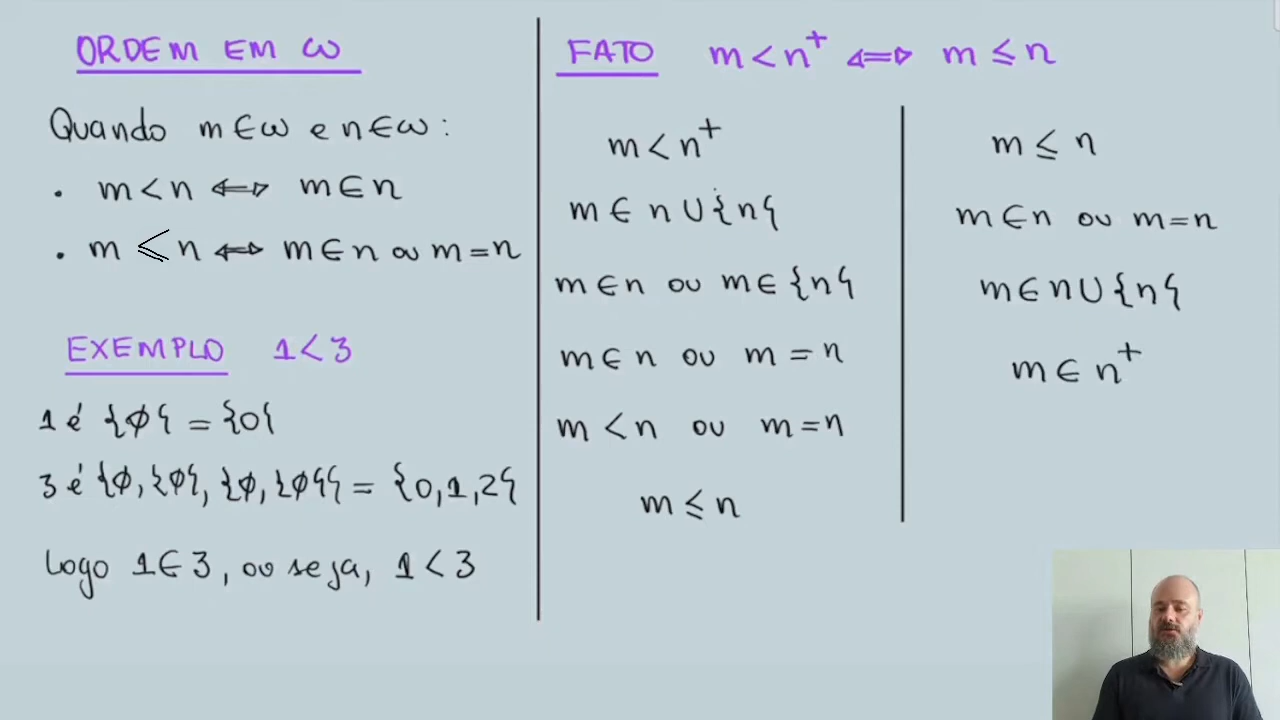 ORDEM EM ω
Quando m∈ω e n∈ω:
• m<n ⇔ m∈n
• m≤n ⇔ m∈n ou m=n
EXEMPLO 1<3
1 é {φ} = {0}
3 é {φ,{φ},{φ,{φ}} = {0,1,2}
Logo 1∈3, ou seja, 1<3
FATO m<n⁺ ⇔ m≤n
m<n⁺
m∈n∪{n}
m∈n ou m∈{n}
m∈n ou m=n
m<n ou m=n
m≤n
m≤n
m∈n ou m=n
m∈n∪{n}
m∈n⁺